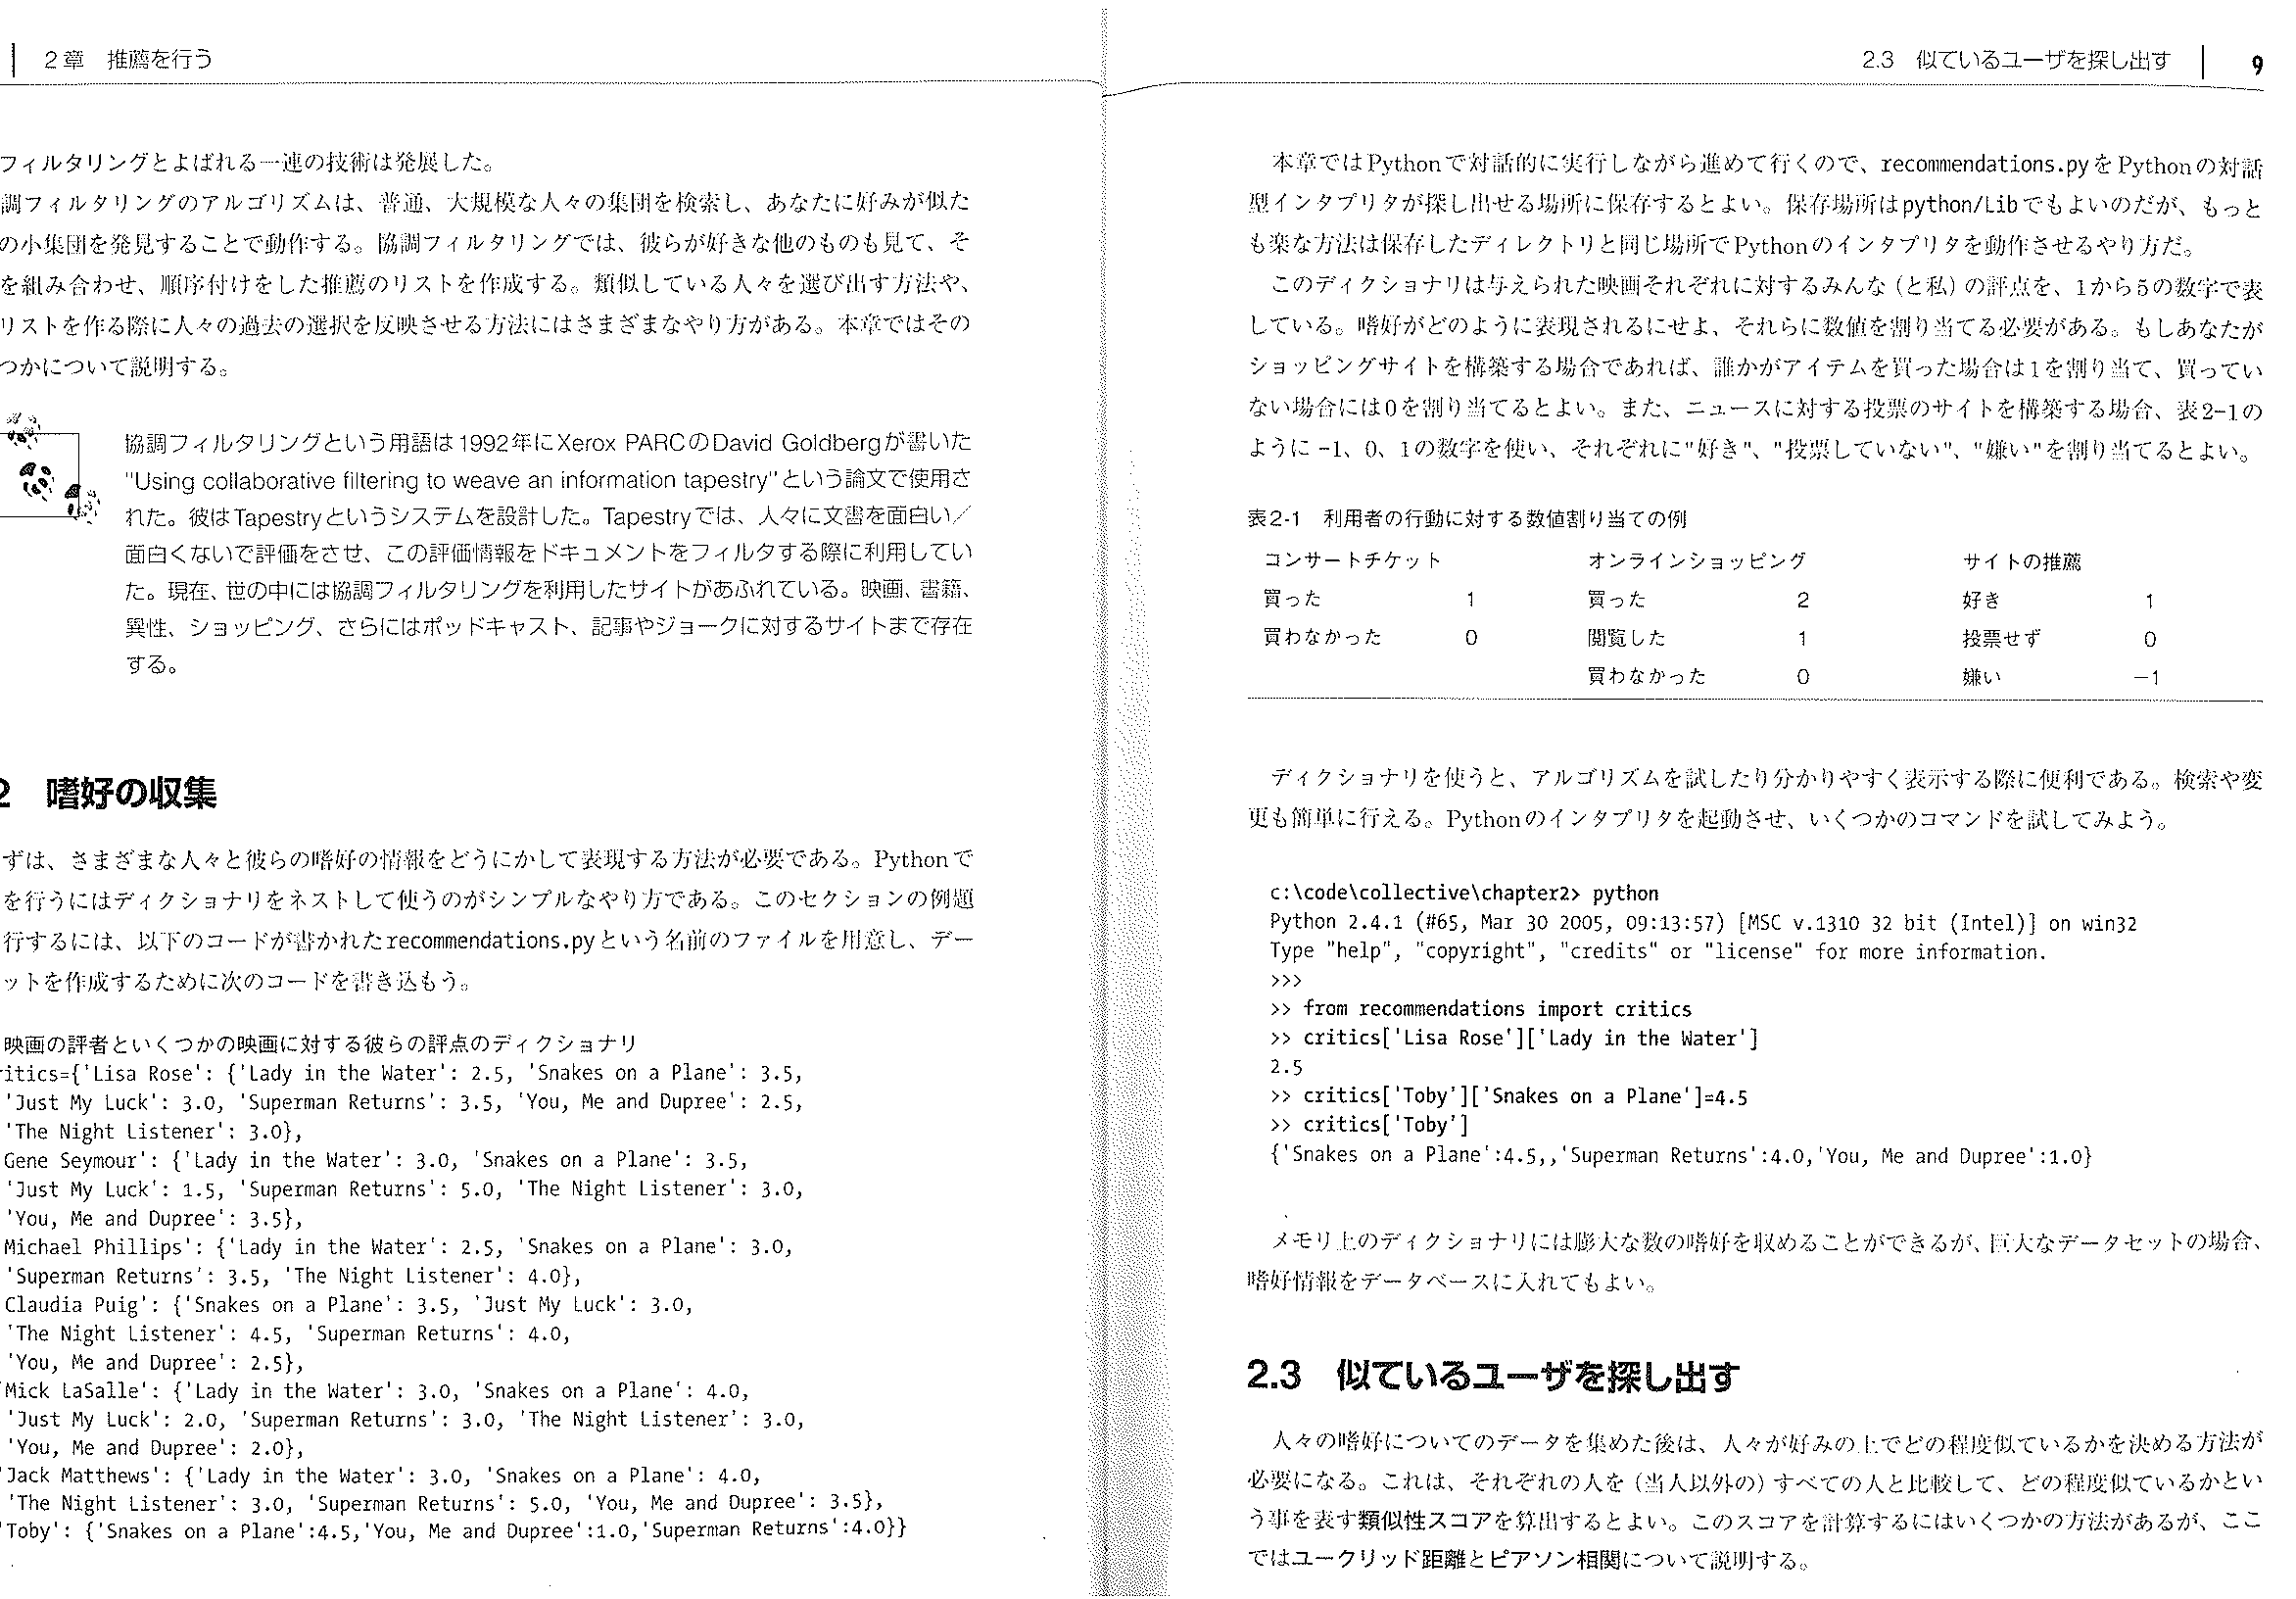 2章　推薦を行う
フィルタリングとよばれる一連の技術は発展した。
調フィルタリングのアルゴリズムは、普通、大規模な人々の集団を検索し、あなたに好みが似た
の小集団を発見することで動作する。協調フィルタリングでは、彼らが好きな他のものも見て、そ
を組み合わせ、順序付けをした推薦のリストを作成する。類似している人々を選び出す方法や、
リストを作る際に人々の過去の選択を反映させる方法にはさまざまなやり方がある。本章ではその
つかについて説明する。
協調フィルタリングという用語は1992年にXerox PARCのDavid Goldbergが書いた
"Using collaborative filtering to weave an information tapestry"という論文で使用さ
れた。彼はTapestryというシステムを設計した。Tapestryでは、人々に文書を面白い／
面白くないで評価をさせ、この評価情報をドキュメントをフィルタする際に利用してい
た。現在、世の中には協調フィルタリングを利用したサイトがあふれている。映画、書籍、
異性、ショッピング、さらにはポッドキャスト、記事やジョークに対するサイトまで存在
する。
2　嗜好の収集
ずは、さまざまな人々と彼らの嗜好の情報をどうにかして表現する方法が必要である。Pythonで
を行うにはディクショナリをネストして使うのがシンプルなやり方である。このセクションの例題
行するには、以下のコードが書かれたrecommendations.pyという名前のファイルを用意し、デー
ットを作成するために次のコードを書き込もう。
映画の評者といくつかの映画に対する彼らの評点のディクショナリ
ritics={'Lisa Rose': {'Lady in the Water': 2.5, 'Snakes on a Plane': 3.5,
'Just My Luck': 3.0, 'Superman Returns': 3.5, 'You, Me and Dupree': 2.5,
'The Night Listener': 3.0},
Gene Seymour': {'Lady in the Water': 3.0, 'Snakes on a Plane': 3.5,
'Just My Luck': 1.5, 'Superman Returns': 5.0, 'The Night Listener': 3.0,
'You, Me and Dupree': 3.5},
Michael Phillips': {'Lady in the Water': 2.5, 'Snakes on a Plane': 3.0,
'Superman Returns': 3.5, 'The Night Listener': 4.0},
Claudia Puig': {'Snakes on a Plane': 3.5, 'Just My Luck': 3.0,
'The Night Listener': 4.5, 'Superman Returns': 4.0,
'You, Me and Dupree': 2.5},
'Mick LaSalle': {'Lady in the Water': 3.0, 'Snakes on a Plane': 4.0,
'Just My Luck': 2.0, 'Superman Returns': 3.0, 'The Night Listener': 3.0,
'You, Me and Dupree': 2.0},
'Jack Matthews': {'Lady in the Water': 3.0, 'Snakes on a Plane': 4.0,
'The Night Listener': 3.0, 'Superman Returns': 5.0, 'You, Me and Dupree': 3.5},
'Toby': {'Snakes on a Plane':4.5,'You, Me and Dupree':1.0,'Superman Returns':4.0}}
2.3　似ているユーザを探し出す　9
本章ではPythonで対話的に実行しながら進めて行くので、recommendations.pyをPythonの対話
型インタプリタが探し出せる場所に保存するとよい。保存場所はpython/Libでもよいのだが、もっと
も楽な方法は保存したディレクトリと同じ場所でPythonのインタプリタを動作させるやり方だ。
このディクショナリは与えられた映画それぞれに対するみんな（と私）の評点を、1から5の数字で表
している。嗜好がどのように表現されるにせよ、それらに数値を割り当てる必要がある。もしあなたが
ショッピングサイトを構築する場合であれば、誰かがアイテムを買った場合は1を割り当て、買ってい
ない場合には0を割り当てるとよい。また、ニュースに対する投票のサイトを構築する場合、表2-1の
ように -1、0、1の数字を使い、それぞれに"好き"、"投票していない"、"嫌い"を割り当てるとよい。
表2-1　利用者の行動に対する数値割り当ての例
コンサートチケット　オンラインショッピング　サイトの推薦
買った　1　買った　2　好き　1
買わなかった　0　閲覧した　1　投票せず　0
買わなかった　0　嫌い　−1
ディクショナリを使うと、アルゴリズムを試したり分かりやすく表示する際に便利である。検索や変
更も簡単に行える。Pythonのインタプリタを起動させ、いくつかのコマンドを試してみよう。
c:\code\collective\chapter2> python
Python 2.4.1 (#65, Mar 30 2005, 09:13:57) [MSC v.1310 32 bit (Intel)] on win32
Type "help", "copyright", "credits" or "license" for more information.
>>>
>> from recommendations import critics
>> critics['Lisa Rose']['Lady in the Water']
2.5
>> critics['Toby']['Snakes on a Plane']=4.5
>> critics['Toby']
{'Snakes on a Plane':4.5,,'Superman Returns':4.0,'You, Me and Dupree':1.0}
メモリ上のディクショナリには膨大な数の嗜好を収めることができるが、巨大なデータセットの場合、
嗜好情報をデータベースに入れてもよい。
2.3　似ているユーザを探し出す
人々の嗜好についてのデータを集めた後は、人々が好みの上でどの程度似ているかを決める方法が
必要になる。これは、それぞれの人を（当人以外の）すべての人と比較して、どの程度似ているかとい
う事を表す類似性スコアを算出するとよい。このスコアを計算するにはいくつかの方法があるが、ここ
ではユークリッド距離とピアソン相関について説明する。